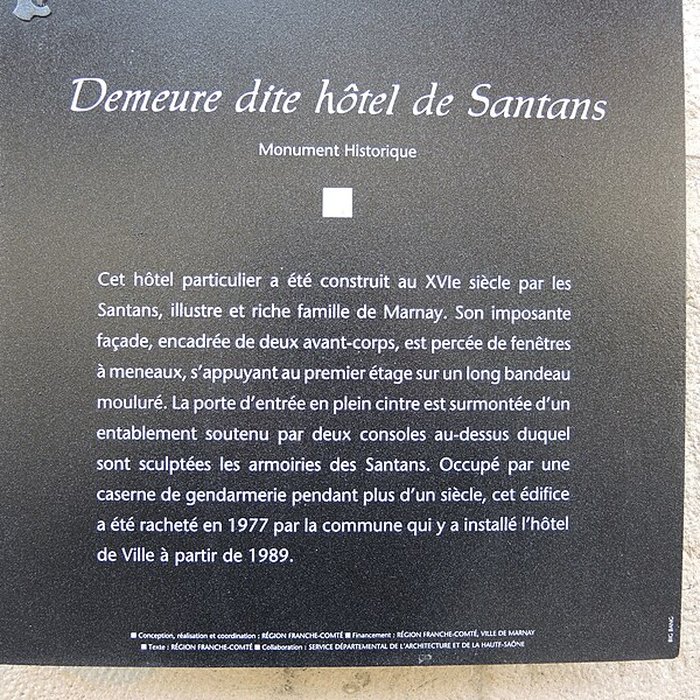 Demeure dite hôtel de Santans
Monument Historique
Cet hôtel particulier a été construit au XVIe siècle par les
Santans, illustre et riche famille de Marnay. Son imposante
façade, encadrée de deux avant-corps, est percée de fenêtres
à meneaux, s'appuyant au premier étage sur un long bandeau
mouluré. La porte d'entrée en plein cintre est surmontée d'un
entablement soutenu par deux consoles au-dessus duquel
sont sculptées les armoiries des Santans. Occupé par une
caserne de gendarmerie pendant plus d'un siècle, cet édifice
a été racheté en 1977 par la commune qui y a installé l'hôtel
de Ville à partir de 1989.
■ Conception, réalisation et coordination : RÉGION FRANCHE-COMTÉ ■ Financement : RÉGION FRANCHE-COMTÉ, VILLE DE MARNAY
■ Texte : RÉGION FRANCHE-COMTÉ ■ Collaboration : SERVICE DÉPARTEMENTAL DE L'ARCHITECTURE ET DE LA HAUTE-SAÔNE
BIG BANG